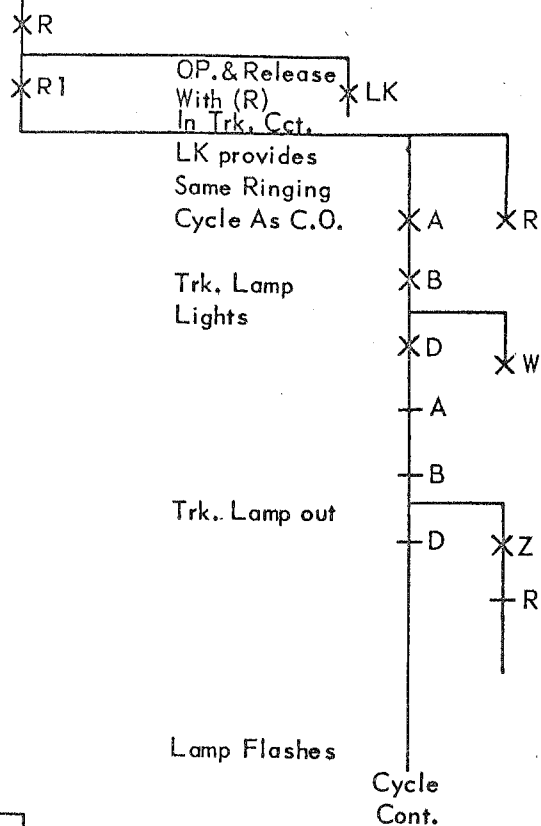 R
OP.& Release
R1
LK
With (R)
In Trk. Cct.
LK provides
Same Ringing
Cycle As C.O.
A
R
Trk. Lamp
B
Lights
D
W
A
B
Trk. Lamp out
D
Z
R
Lamp Flashes
Cycle
Cont.